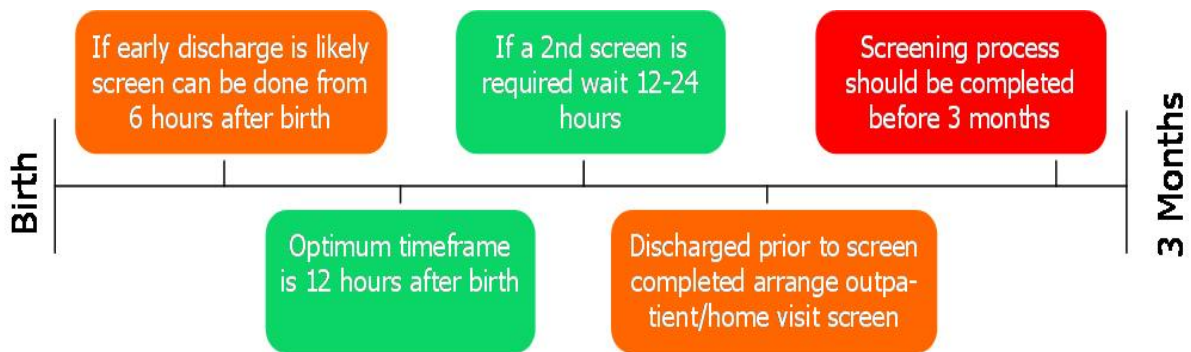 Birth
If early discharge is likely
screen can be done from
6 hours after birth
Optimum timeframe
is 12 hours after birth
If a 2nd screen is
required wait 12-24
hours
Discharged prior to screen
completed arrange outpa-
tient/home visit screen
Screening process
should be completed
before 3 months
3 Months